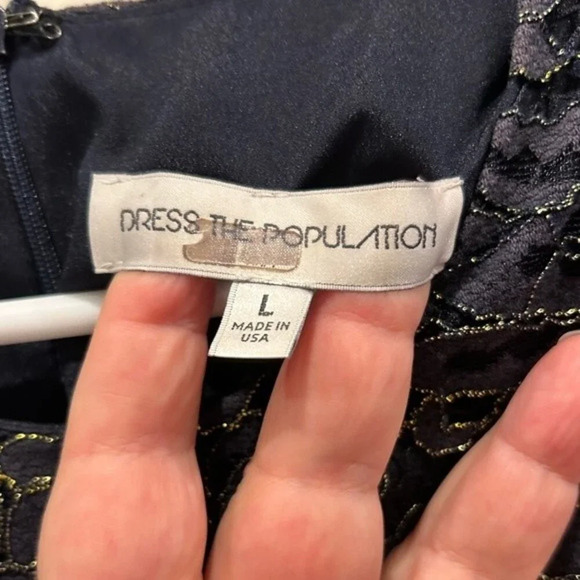 DRESS THE POPULATION
L
MADE IN
USA